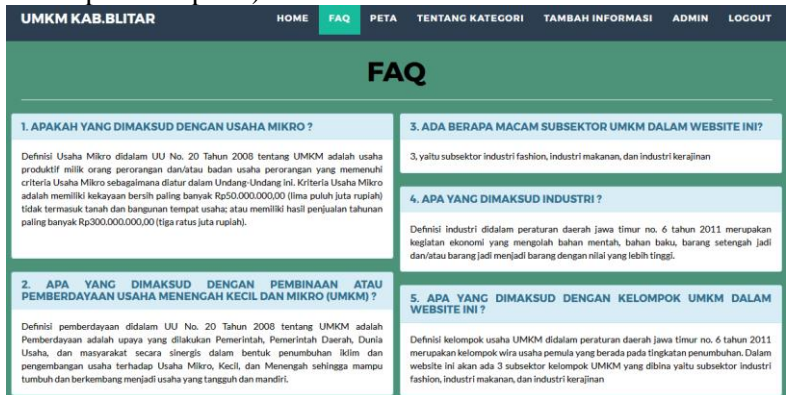 UMKM KAB.BLITAR HOME FAQ PETA TENTANG KATEGORI TAMBAH INFORMASI ADMIN LOGOUT
FAQ
1. APAKAH YANG DIMAKSUD DENGAN USAHA MIKRO ?
Definisi Usaha Mikro didalam UU No. 20 Tahun 2008 tentang UMKM adalah usaha
produktif milik orang perorangan dan/atau badan usaha perorangan yang memenuhi
criteria Usaha Mikro sebagaimana diatur dalam Undang-Undang ini. Kriteria Usaha Mikro
adalah memiliki kekayaan bersih paling banyak Rp50.000.000,00 (lima puluh juta rupiah)
tidak termasuk tanah dan bangunan tempat usaha; atau memiliki hasil penjualan tahunan
paling banyak Rp300.000.000,00 (tiga ratus juta rupiah).
2. APA YANG DIMAKSUD DENGAN PEMBINAAN ATAU
PEMBERDAYAAN USAHA MENENGAH KECIL DAN MIKRO (UMKM) ?
Definisi pemberdayaan didalam UU No. 20 Tahun 2008 tentang UMKM adalah
Pemberdayaan adalah upaya yang dilakukan Pemerintah, Pemerintah Daerah, Dunia
Usaha, dan masyarakat secara sinergis dalam bentuk penumbuhan iklim dan
pengembangan usaha terhadap Usaha Mikro, Kecil, dan Menengah sehingga mampu
tumbuh dan berkembang menjadi usaha yang tangguh dan mandiri.
3. ADA BERAPA MACAM SUBSEKTOR UMKM DALAM WEBSITE INI?
3, yaitu subsektor industri fashion, industri makanan, dan industri kerajinan
4. APA YANG DIMAKSUD INDUSTRI ?
Definisi industri didalam peraturan daerah jawa timur no. 6 tahun 2011 merupakan
kegiatan ekonomi yang mengolah bahan mentah, bahan baku, barang setengah jadi
dan/atau barang jadi menjadi barang dengan nilai yang lebih tinggi.
5. APA YANG DIMAKSUD DENGAN KELOMPOK UMKM DALAM
WEBSITE INI ?
Definisi kelompok usaha UMKM didalam peraturan daerah jawa timur no. 6 tahun 2011
merupakan kelompok wira usaha pemula yang berada pada tingkatan penumbuhan. Dalam
website ini akan ada 3 subsektor kelompok UMKM yang dibina yaitu subsektor industri
fashion, industri makanan, dan industri kerajinan